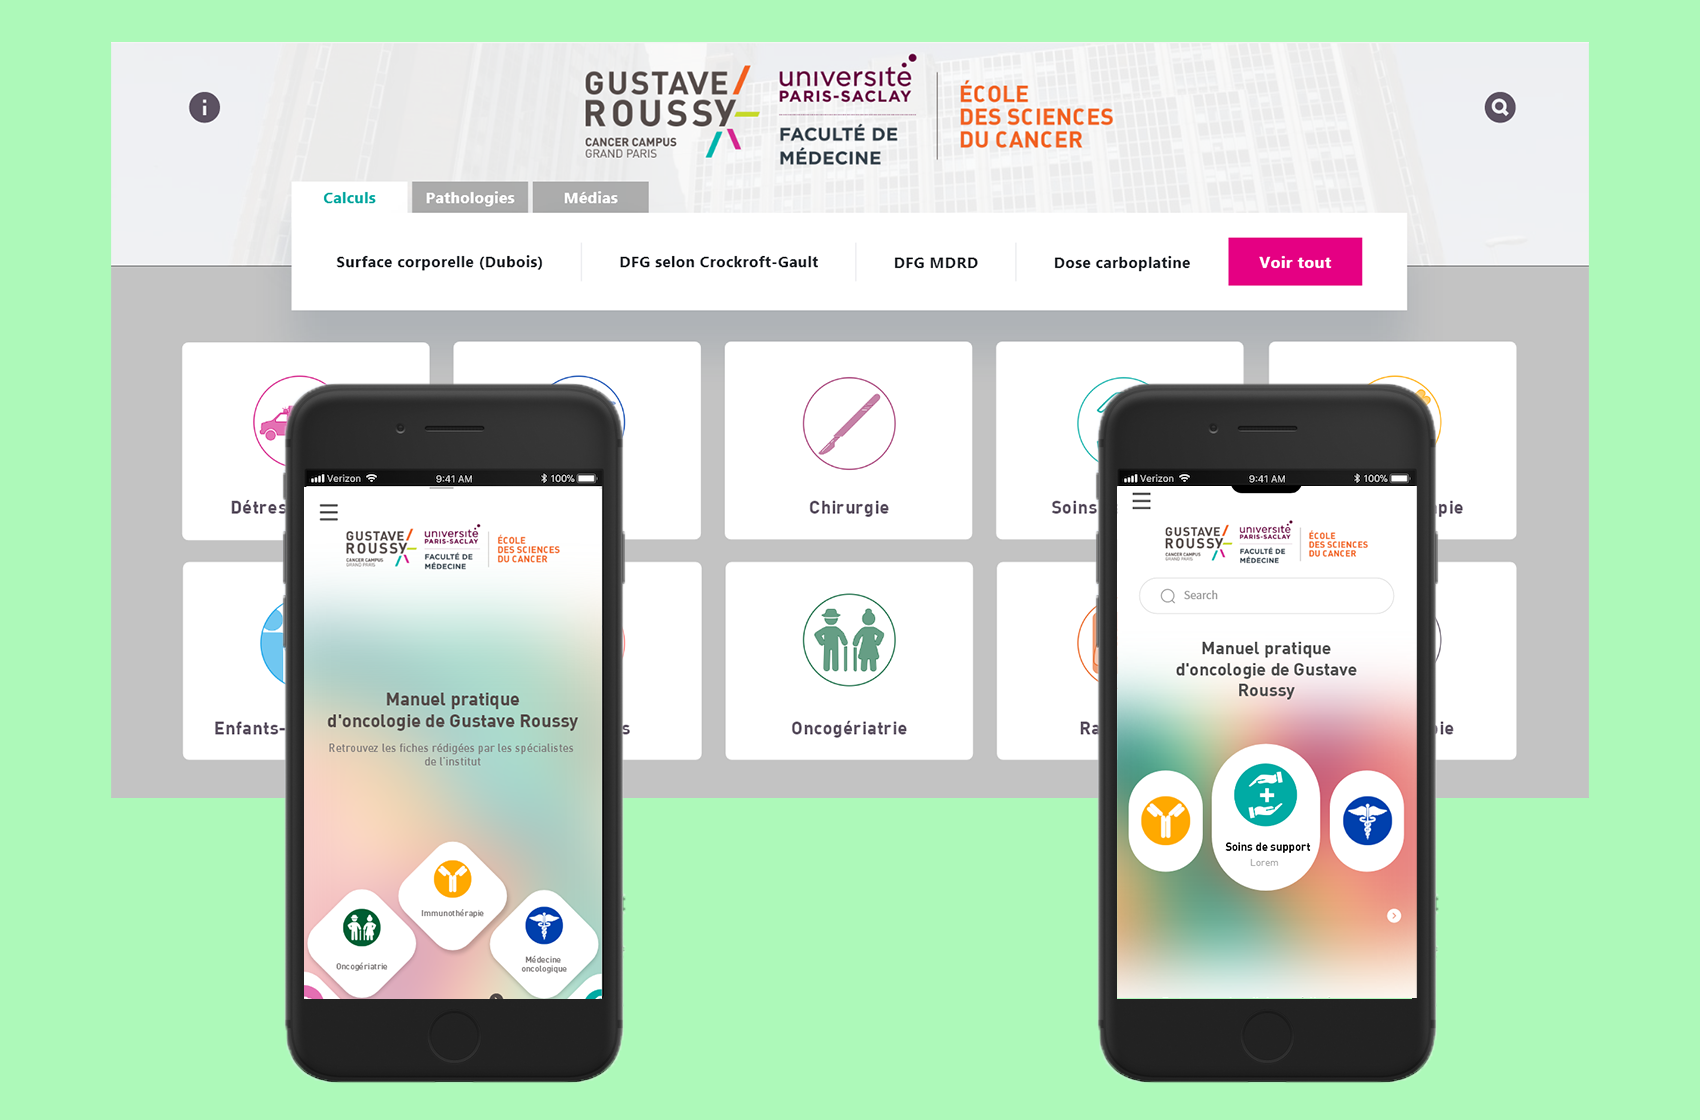 GUSTAVE
ROUSSY
CANCER CAMPUS
GRAND PARIS
université
PARIS-SACLAY
FACULTÉ DE
MÉDECINE
ÉCOLE
DES SCIENCES
DU CANCER
Calculs
Pathologies
Médias
Surface corporelle (Dubois)
DFG selon Crockroft-Gault
DFG MDRD
Dose carboplatine
Voir tout
Détres
Chirurgie
Soins
pie
Enfants-
s
Oncogériatrie
Ra
ie
Verizon
9:41 AM
100%
GUSTAVE
ROUSSY
CANCER CAMPUS
GRAND PARIS
université
PARIS-SACLAY
FACULTÉ DE
MÉDECINE
ÉCOLE
DES SCIENCES
DU CANCER
Manuel pratique
d'oncologie de Gustave Roussy
Retrouvez les fiches rédigées par les spécialistes
de l'institut
Immunothérapie
Oncogériatrie
Médecine
oncologique
Verizon
9:41 AM
100%
GUSTAVE
ROUSSY
CANCER CAMPUS
GRAND PARIS
université
PARIS-SACLAY
FACULTÉ DE
MÉDECINE
ÉCOLE
DES SCIENCES
DU CANCER
Search
Manuel pratique
d'oncologie de Gustave
Roussy
Soins de support
Lorem